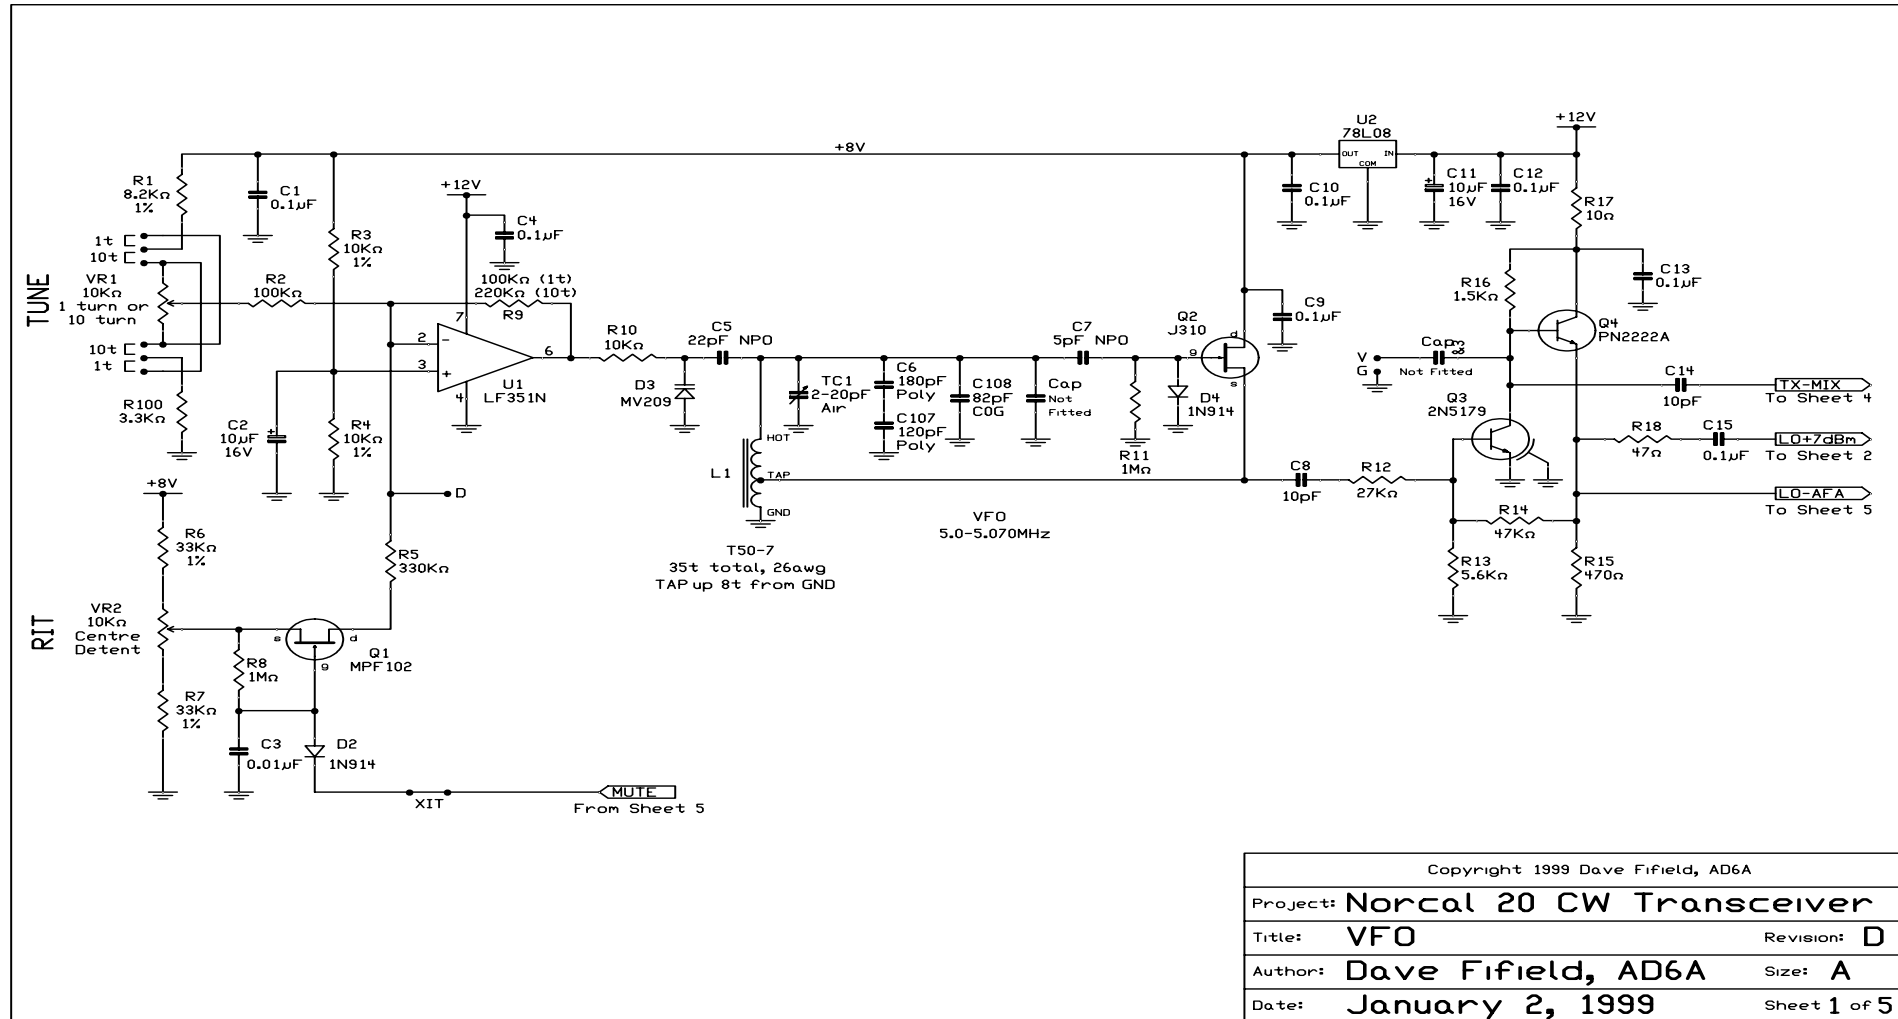 U2
78L08
OUT IN
COM
+12V
+8V
R1
8.2KΩ
1%
C1
0.1µF
+12V
C4
0.1µF
C10
0.1µF
C11
10µF
16V
C12
0.1µF
R17
10Ω
1t
10t
R3
10KΩ
1%
TUNE
VR1
10KΩ
1 turn or
10 turn
R2
100KΩ
100KΩ (1t)
220KΩ (10t)
R9
R16
1.5KΩ
C13
0.1µF
C9
0.1µF
10t
1t
7
2
-
3
+
6
4
U1
LF351N
R10
10KΩ
C5
22pF NPO
C7
5pF NPO
Q2
J310
d
g
s
Q4
PN2222A
V
G
Cap
Q3
Not Fitted
D3
MV209
TC1
2-20pF
Air
C6
180pF
Poly
C108
82pF
C0G
Cap
Not
Fitted
D4
1N914
C14
10pF
TX-MIX
To Sheet 4
R100
3.3KΩ
C2
10µF
16V
+
R4
10KΩ
1%
C107
120pF
Poly
R11
1MΩ
Q3
2N5179
R18
47Ω
C15
0.1µF
LO+7dBm
To Sheet 2
HOT
L1
TAP
GND
C8
10pF
R12
27KΩ
+8V
D
LO-AFA
To Sheet 5
VFO
5.0-5.070MHz
R14
47KΩ
R6
33KΩ
1%
R5
330KΩ
T50-7
35t total, 26awg
TAP up 8t from GND
R13
5.6KΩ
R15
470Ω
RIT
VR2
10KΩ
Centre
Detent
s
d
g
Q1
MPF102
R8
1MΩ
R7
33KΩ
1%
C3
0.01µF
D2
1N914
XIT
MUTE
From Sheet 5
Copyright 1999 Dave Fifield, AD6A
Project: Norcal 20 CW Transceiver
Title: VFO Revision: D
Author: Dave Fifield, AD6A Size: A
Date: January 2, 1999 Sheet 1 of 5